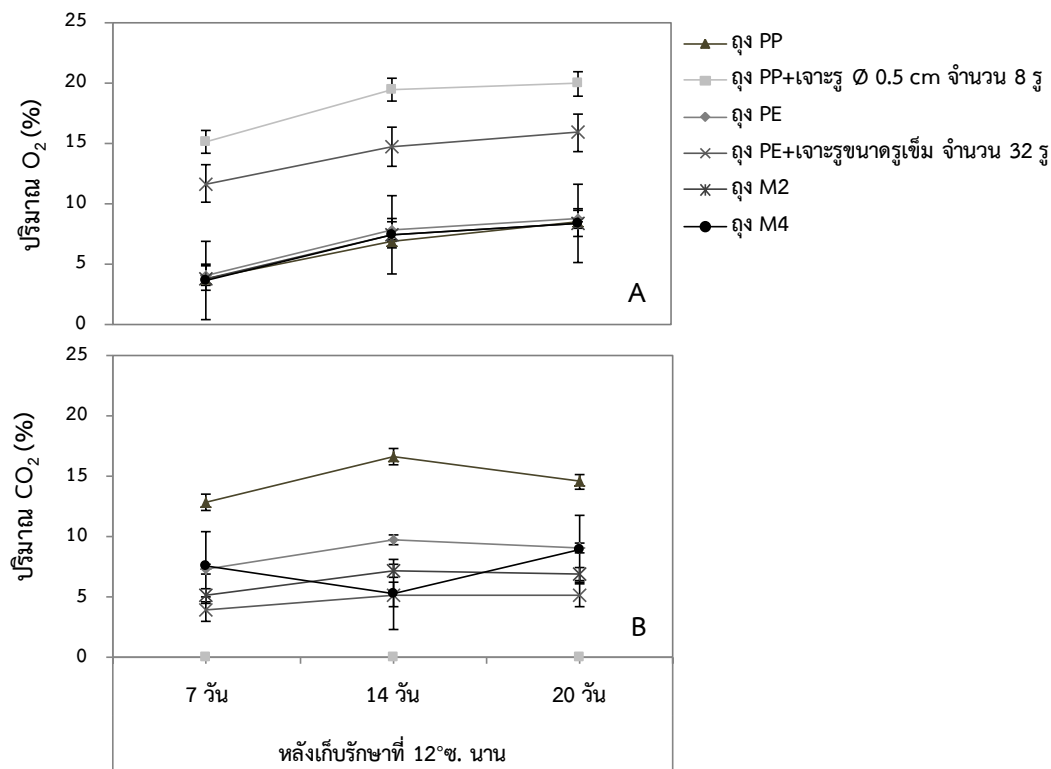 ปริมาณ O2 (%)
25
20
15
10
5
0
A
ถุง PP
ถุง PP+เจาะรู Ø 0.5 cm จำนวน 8 รู
ถุง PE
ถุง PE+เจาะรูขนาดรูเข็ม จำนวน 32 รู
ถุง M2
ถุง M4
ปริมาณ CO2 (%)
25
20
15
10
5
0
B
7 วัน 14 วัน 20 วัน
หลังเก็บรักษาที่ 12°ซ. นาน